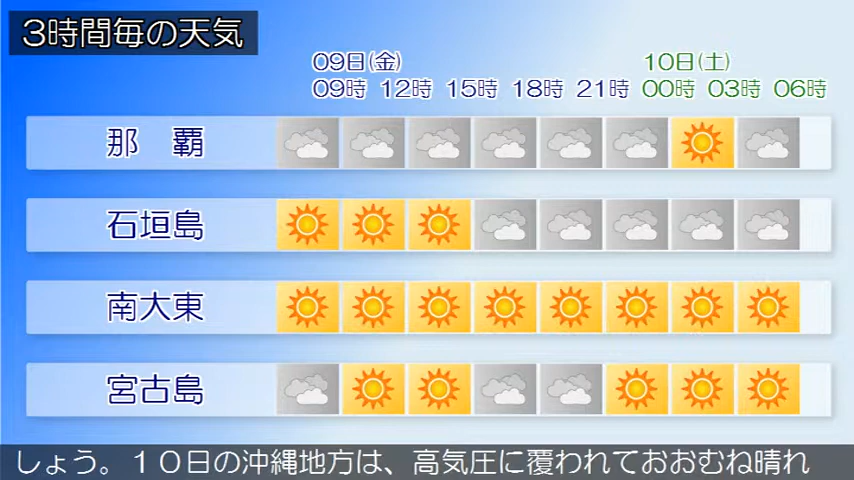 3時間毎の天気
09日(金) 10日(土)
09時 12時 15時 18時 21時 00時 03時 06時
那 覇
石垣島
南大東
宮古島
しょう。10日の沖縄地方は、高気圧に覆われておおむね晴れ